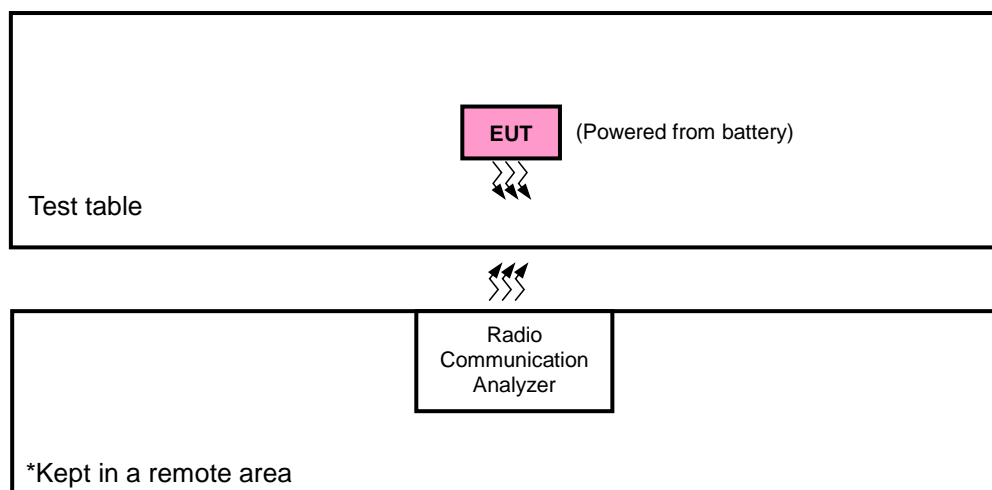 EUT
(Powered from battery)
Test table
Radio
Communication
Analyzer
*Kept in a remote area